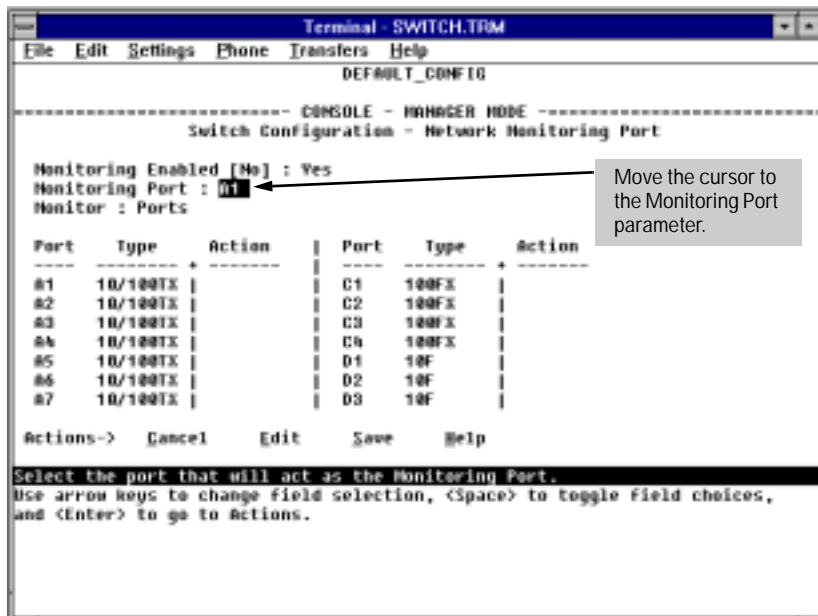 Terminal - SWITCH.TRM
File Edit Settings Phone Transfers Help
DEFAULT_CONFIG
---------------------------- CONSOLE - MANAGER MODE ----------------------------
Switch Configuration - Network Monitoring Port
Monitoring Enabled [No] : Yes
Monitoring Port : A1
Monitor : Ports
Move the cursor to
the Monitoring Port
parameter.
Port Type Action | Port Type Action
---- -------- + ------- | ---- -------- + -------
A1 10/100TX | | C1 100FX |
A2 10/100TX | | C2 100FX |
A3 10/100TX | | C3 100FX |
A4 10/100TX | | C4 100FX |
A5 10/100TX | | D1 10F |
A6 10/100TX | | D2 10F |
A7 10/100TX | | D3 10F |
Actions-> Cancel Edit Save Help
Select the port that will act as the Monitoring Port.
Use arrow keys to change field selection, <Space> to toggle field choices,
and <Enter> to go to Actions.